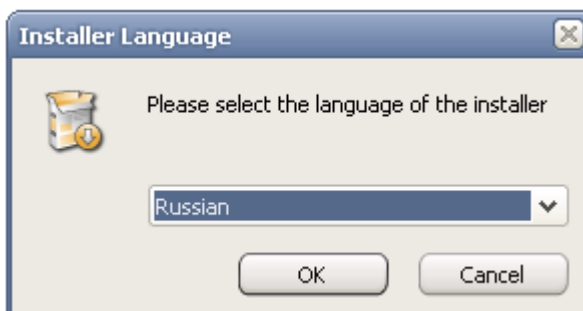 Installer Language
Please select the language of the installer
Russian
OK
Cancel